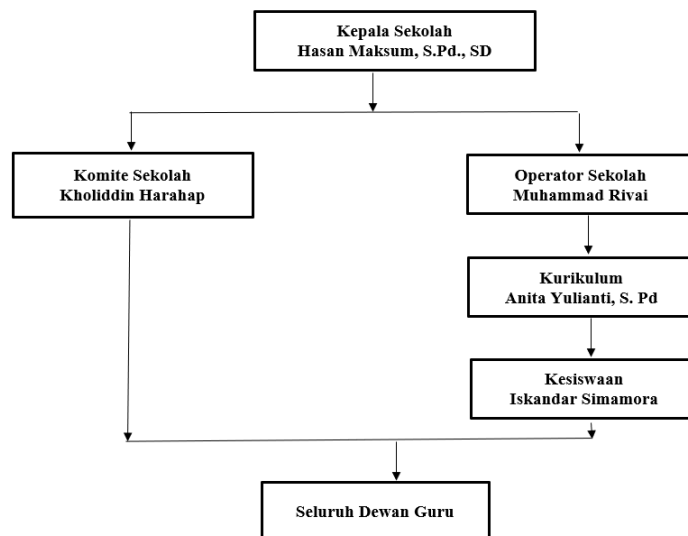 Kepala Sekolah
Hasan Maksum, S.Pd., SD
Komite Sekolah
Kholiddin Harahap
Operator Sekolah
Muhammad Rivai
Kurikulum
Anita Yulianti, S. Pd
Kesiswaan
Iskandar Simamora
Seluruh Dewan Guru